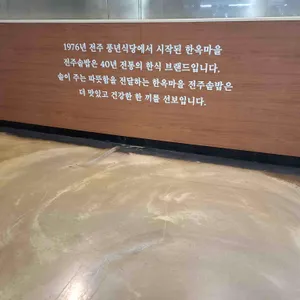 1976년 전주 풍년식당에서 시작된 한옥마을
전주솥밥은 40년 전통의 한식 브랜드입니다.
솥이 주는 따뜻함을 전달하는 한옥마을 전주솥밥은
더 맛있고 건강한 한 끼를 선보입니다.